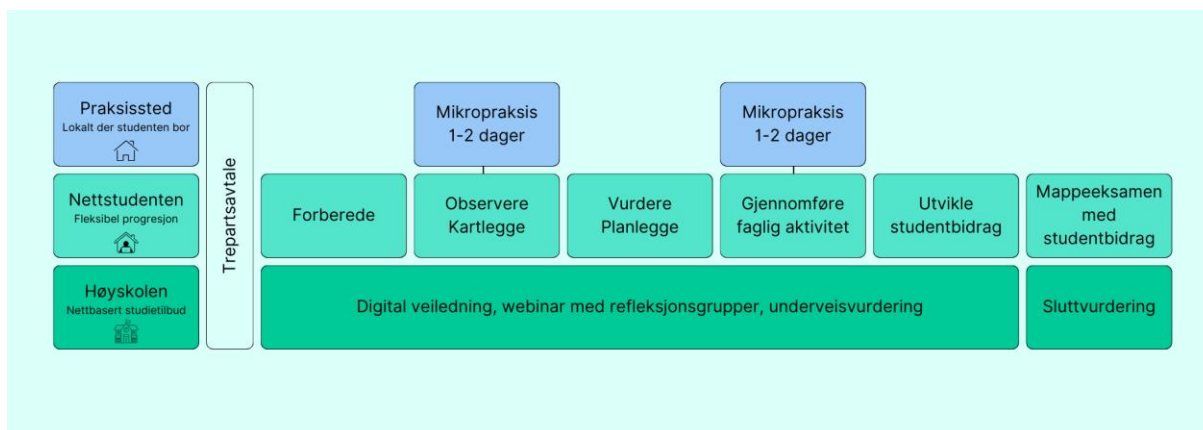 Praksissted
Lokalt der studenten bor
Mikropraksis
1-2 dager
Mikropraksis
1-2 dager
Trepartsavtale
Nettstudenten
Fleksibel progresjon
Forberede
Observere
Kartlegge
Vurdere
Planlegge
Gjennomføre
faglig aktivitet
Utvikle
studentbidrag
Mappeeksamen
med
studentbidrag
Høyskolen
Nettbasert studietilbud
Digital veiledning, webinar med refleksjonsgrupper, underveisvurdering
Sluttvurdering